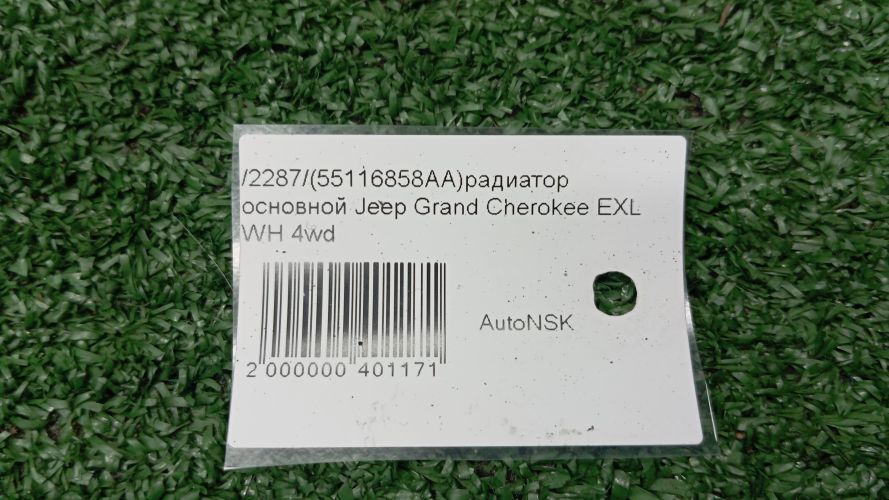 /2287/(55116858AA)радиатор
основной Jeep Grand Cherokee EXL
WH 4wd
AutoNSK
2 000000 401171